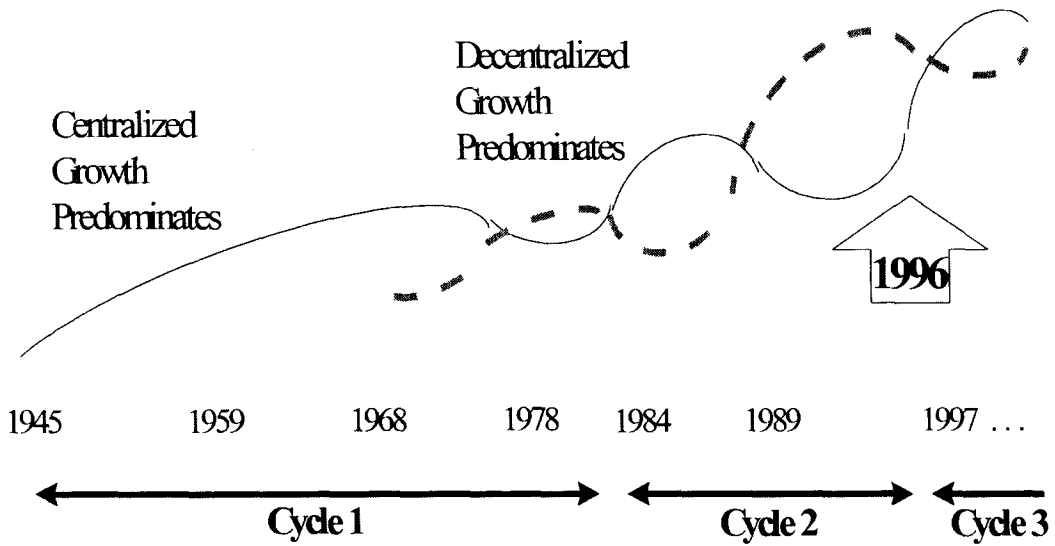 Decentralized
Growth
Predominates
Centralized
Growth
Predominates
1996
1945 1959 1968 1978 1984 1989 1997 ...
Cycle 1 Cycle 2 Cycle 3